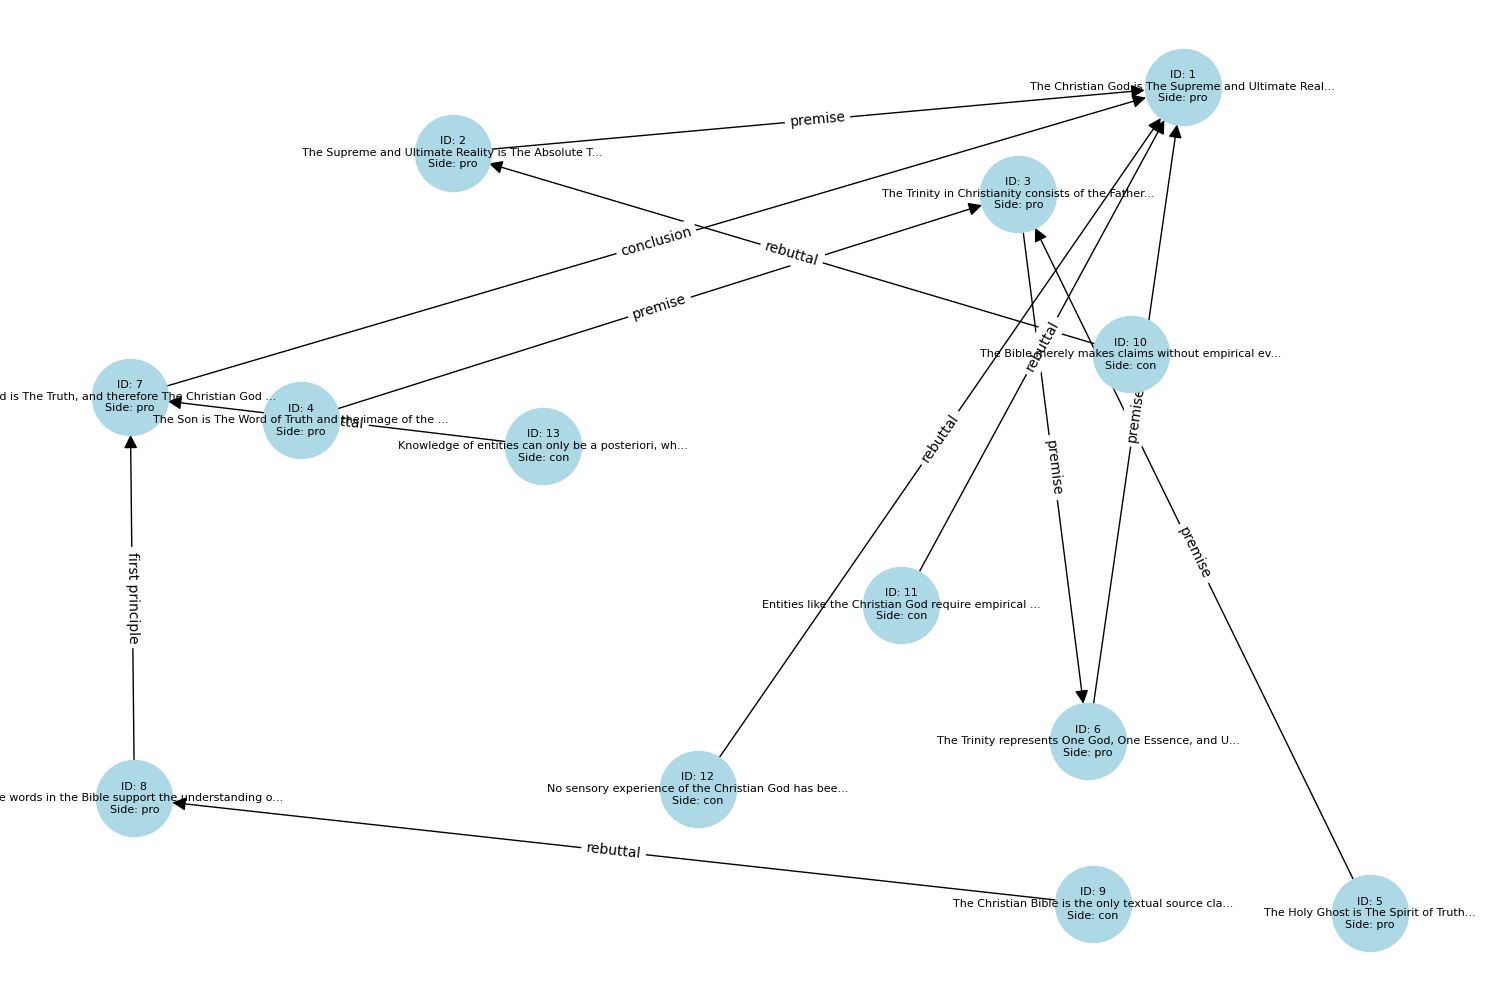 ID: 1
The Christian God is The Supreme and Ultimate Real...
Side: pro
premise
ID: 2
The Supreme and Ultimate Reality is The Absolute T...
Side: pro
ID: 3
The Trinity in Christianity consists of the Father...
Side: pro
conclusion
rebuttal
premise
rebuttal
ID: 10
The Bible merely makes claims without empirical ev...
Side: con
ID: 7
d is The Truth, and therefore The Christian God ...
Side: pro
ID: 4
The Son is The Word of Truth and the image of the ...
Side: pro
ttal
ID: 13
Knowledge of entities can only be a posteriori, wh...
Side: con
premise
rebuttal
premise
premise
first principle
ID: 11
Entities like the Christian God require empirical ...
Side: con
ID: 6
The Trinity represents One God, One Essence, and U...
Side: pro
ID: 12
No sensory experience of the Christian God has bee...
Side: con
ID: 8
e words in the Bible support the understanding o...
Side: pro
rebuttal
ID: 9
The Christian Bible is the only textual source cla...
Side: con
ID: 5
The Holy Ghost is The Spirit of Truth...
Side: pro